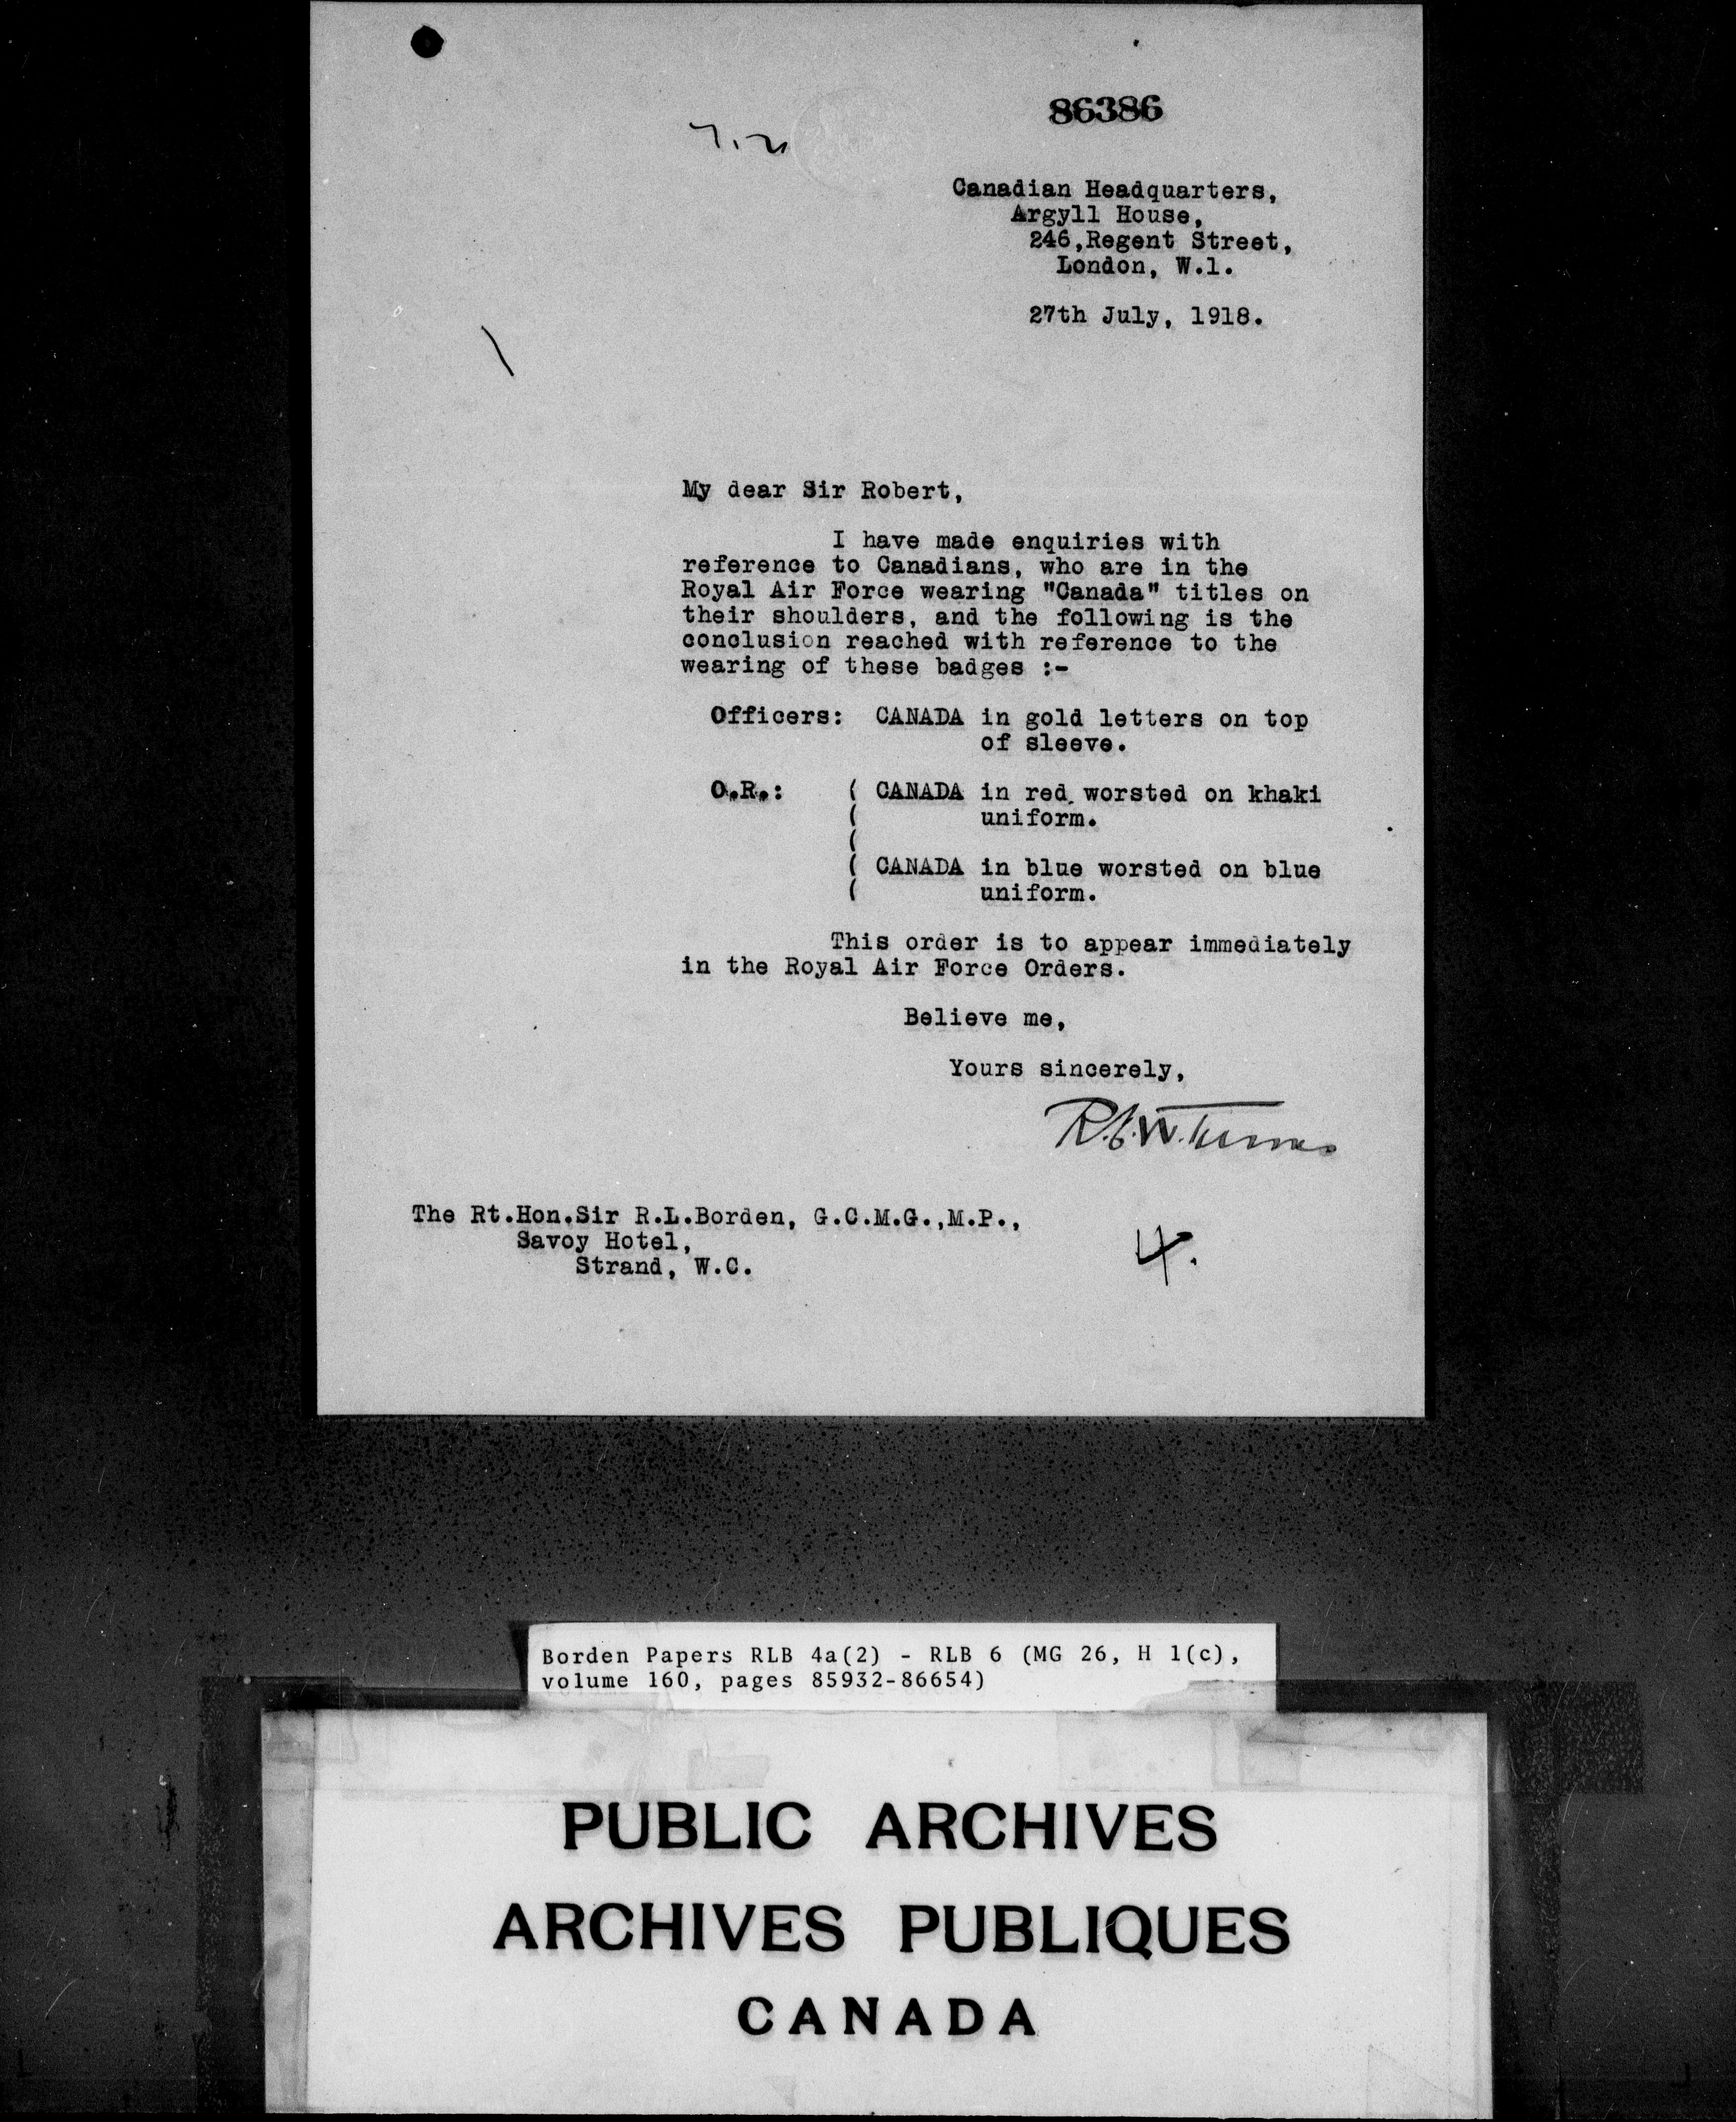 86386
Canadian Headquarters,
Argyll House,
246,Regent Street,
London, W.1.
27th July, 1918.
My dear Sir Robert,
I have made enquiries with
reference to Canadians, who are in the
Royal Air Force wearing "Canada" titles on
their shoulders, and the following is the
conclusion reached with reference to the
wearing of these badges :-
Officers: CANADA in gold letters on top
of sleeve.
O.R.: ( CANADA in red worsted on khaki
( uniform.
(
( CANADA in blue worsted on blue
( uniform.
This order is to appear immediately
in the Royal Air Force Orders.
Believe me,
Yours sincerely,
R.E.W. Turner
The Rt.Hon.Sir R.L.Borden, G.C.M.G.,M.P.,
Savoy Hotel,
Strand, W.C.
4.
Borden Papers RLB 4a(2) - RLB 6 (MG 26, H 1(c),
volume 160, pages 85932-86654)
PUBLIC ARCHIVES
ARCHIVES PUBLIQUES
CANADA